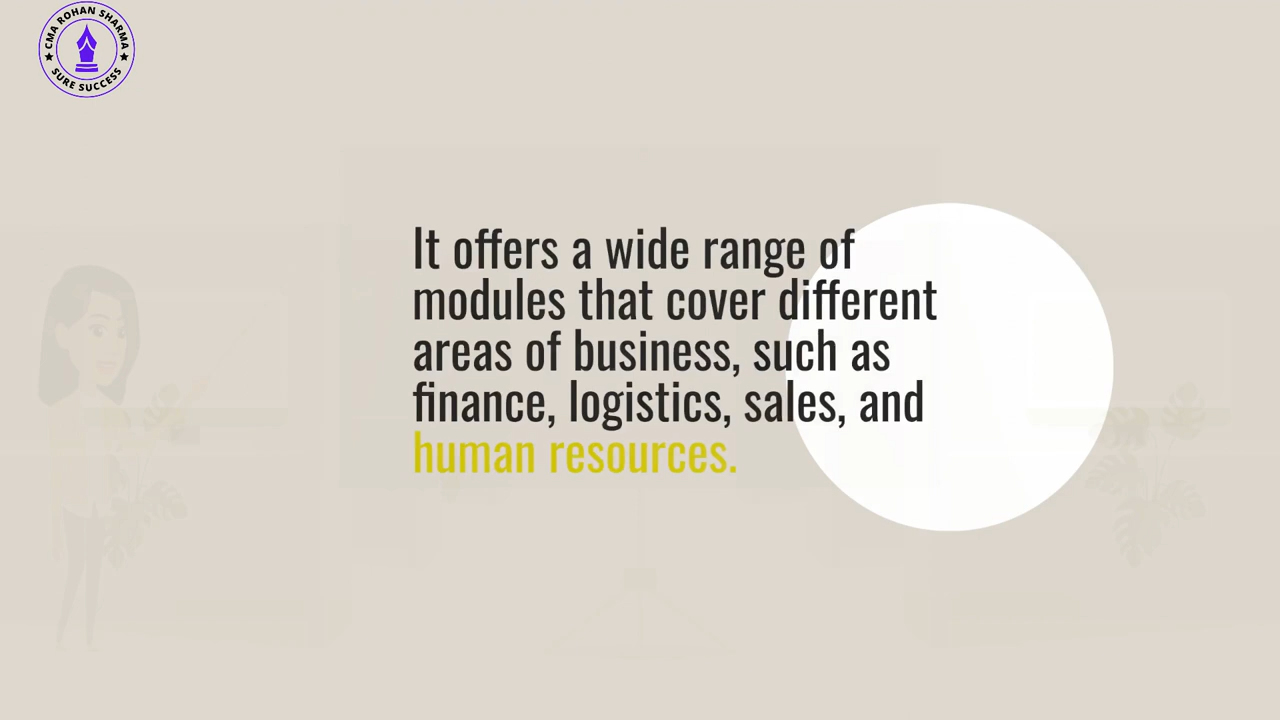 CMA ROHAN SHARMA
SURE SUCCESS
It offers a wide range of
modules that cover different
areas of business, such as
finance, logistics, sales, and
human resources.